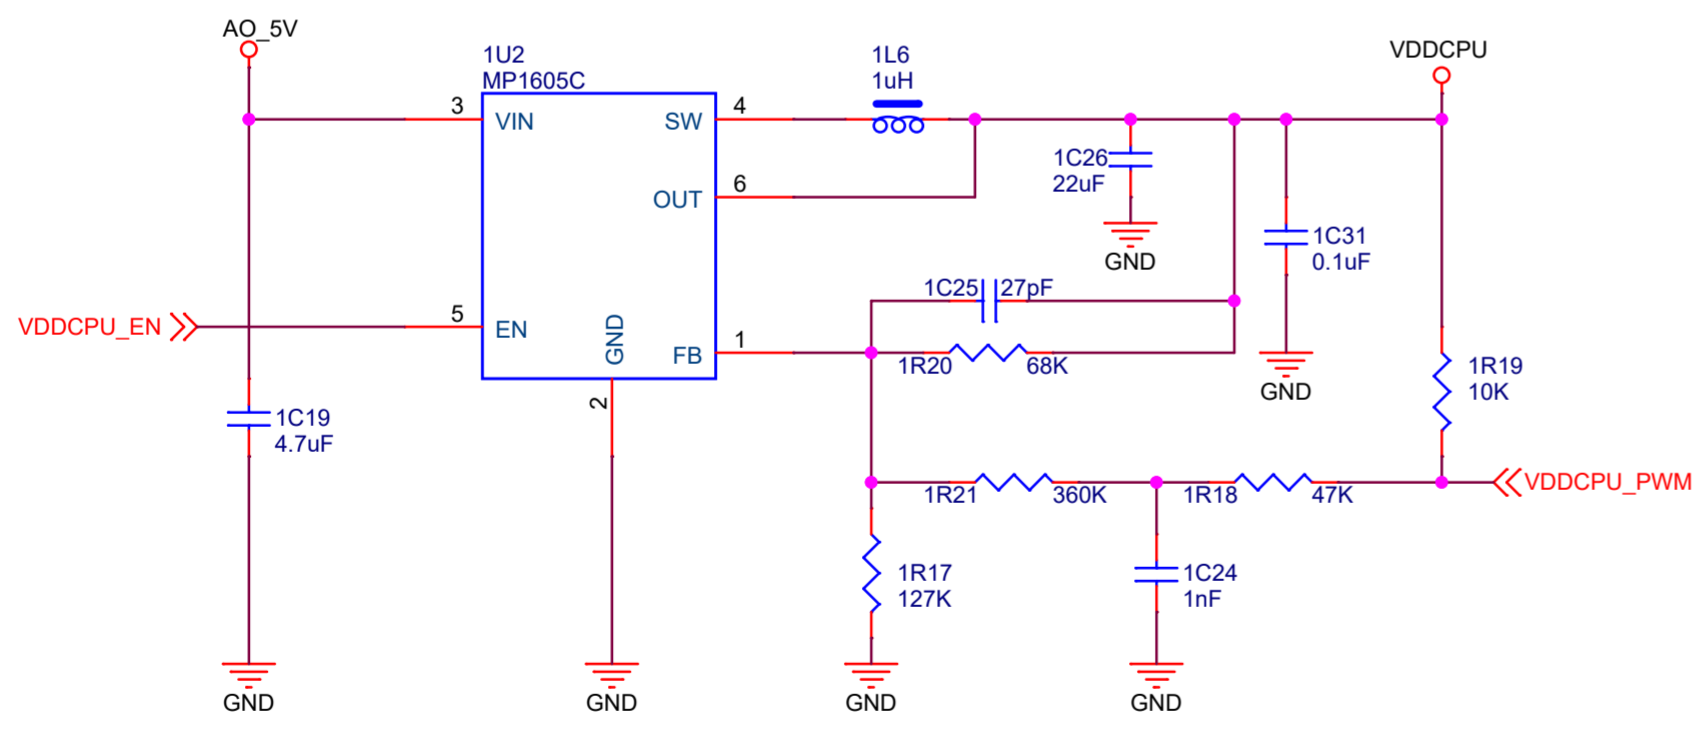 AO_5V
VDDCPU
1U2
MP1605C
1L6
1uH
3
VIN
SW
4
OUT
6
1C26
22uF
GND
1C31
0.1uF
GND
1C25
27pF
VDDCPU_EN
5
EN
GND
2
FB
1
1R20
68K
1R19
10K
1C19
4.7uF
1R21
360K
1R18
47K
VDDCPU_PWM
1R17
127K
1C24
1nF
GND
GND
GND
GND